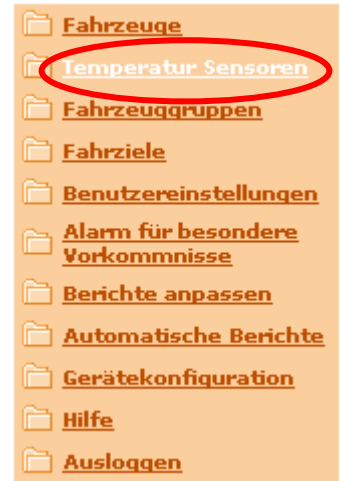 Fahrzeuge
Temperatur Sensoren
Fahrzeuggruppen
Fahrziele
Benutzereinstellungen
Alarm für besondere
Vorkommnisse
Berichte anpassen
Automatische Berichte
Gerätekonfiguration
Hilfe
Ausloggen